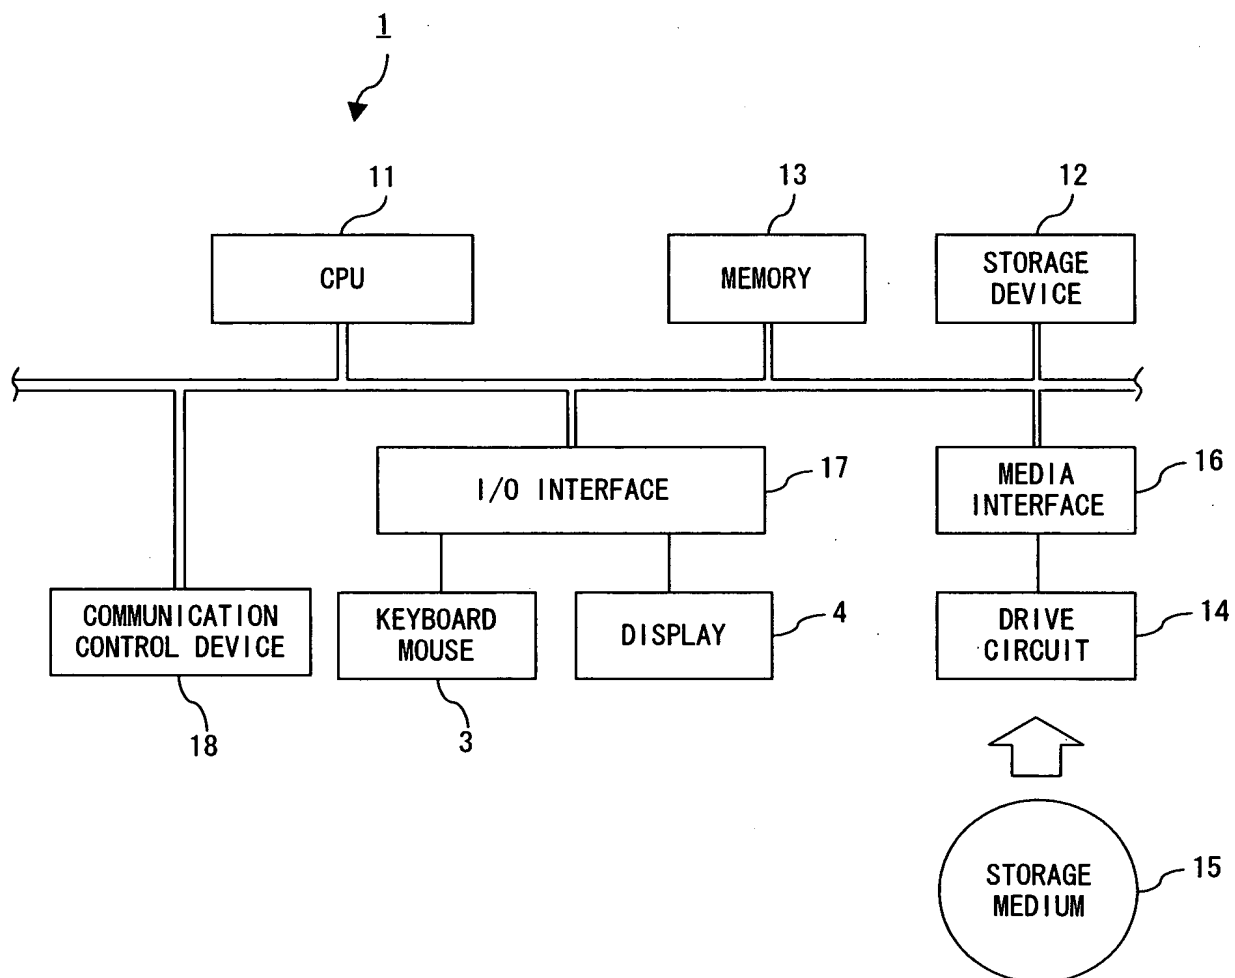 1
11
13
12
CPU
MEMORY
STORAGE
DEVICE
I/O INTERFACE
17
MEDIA
INTERFACE
16
COMMUNICATION
CONTROL DEVICE
KEYBOARD
MOUSE
DISPLAY
4
DRIVE
CIRCUIT
14
18
3
STORAGE
MEDIUM
15